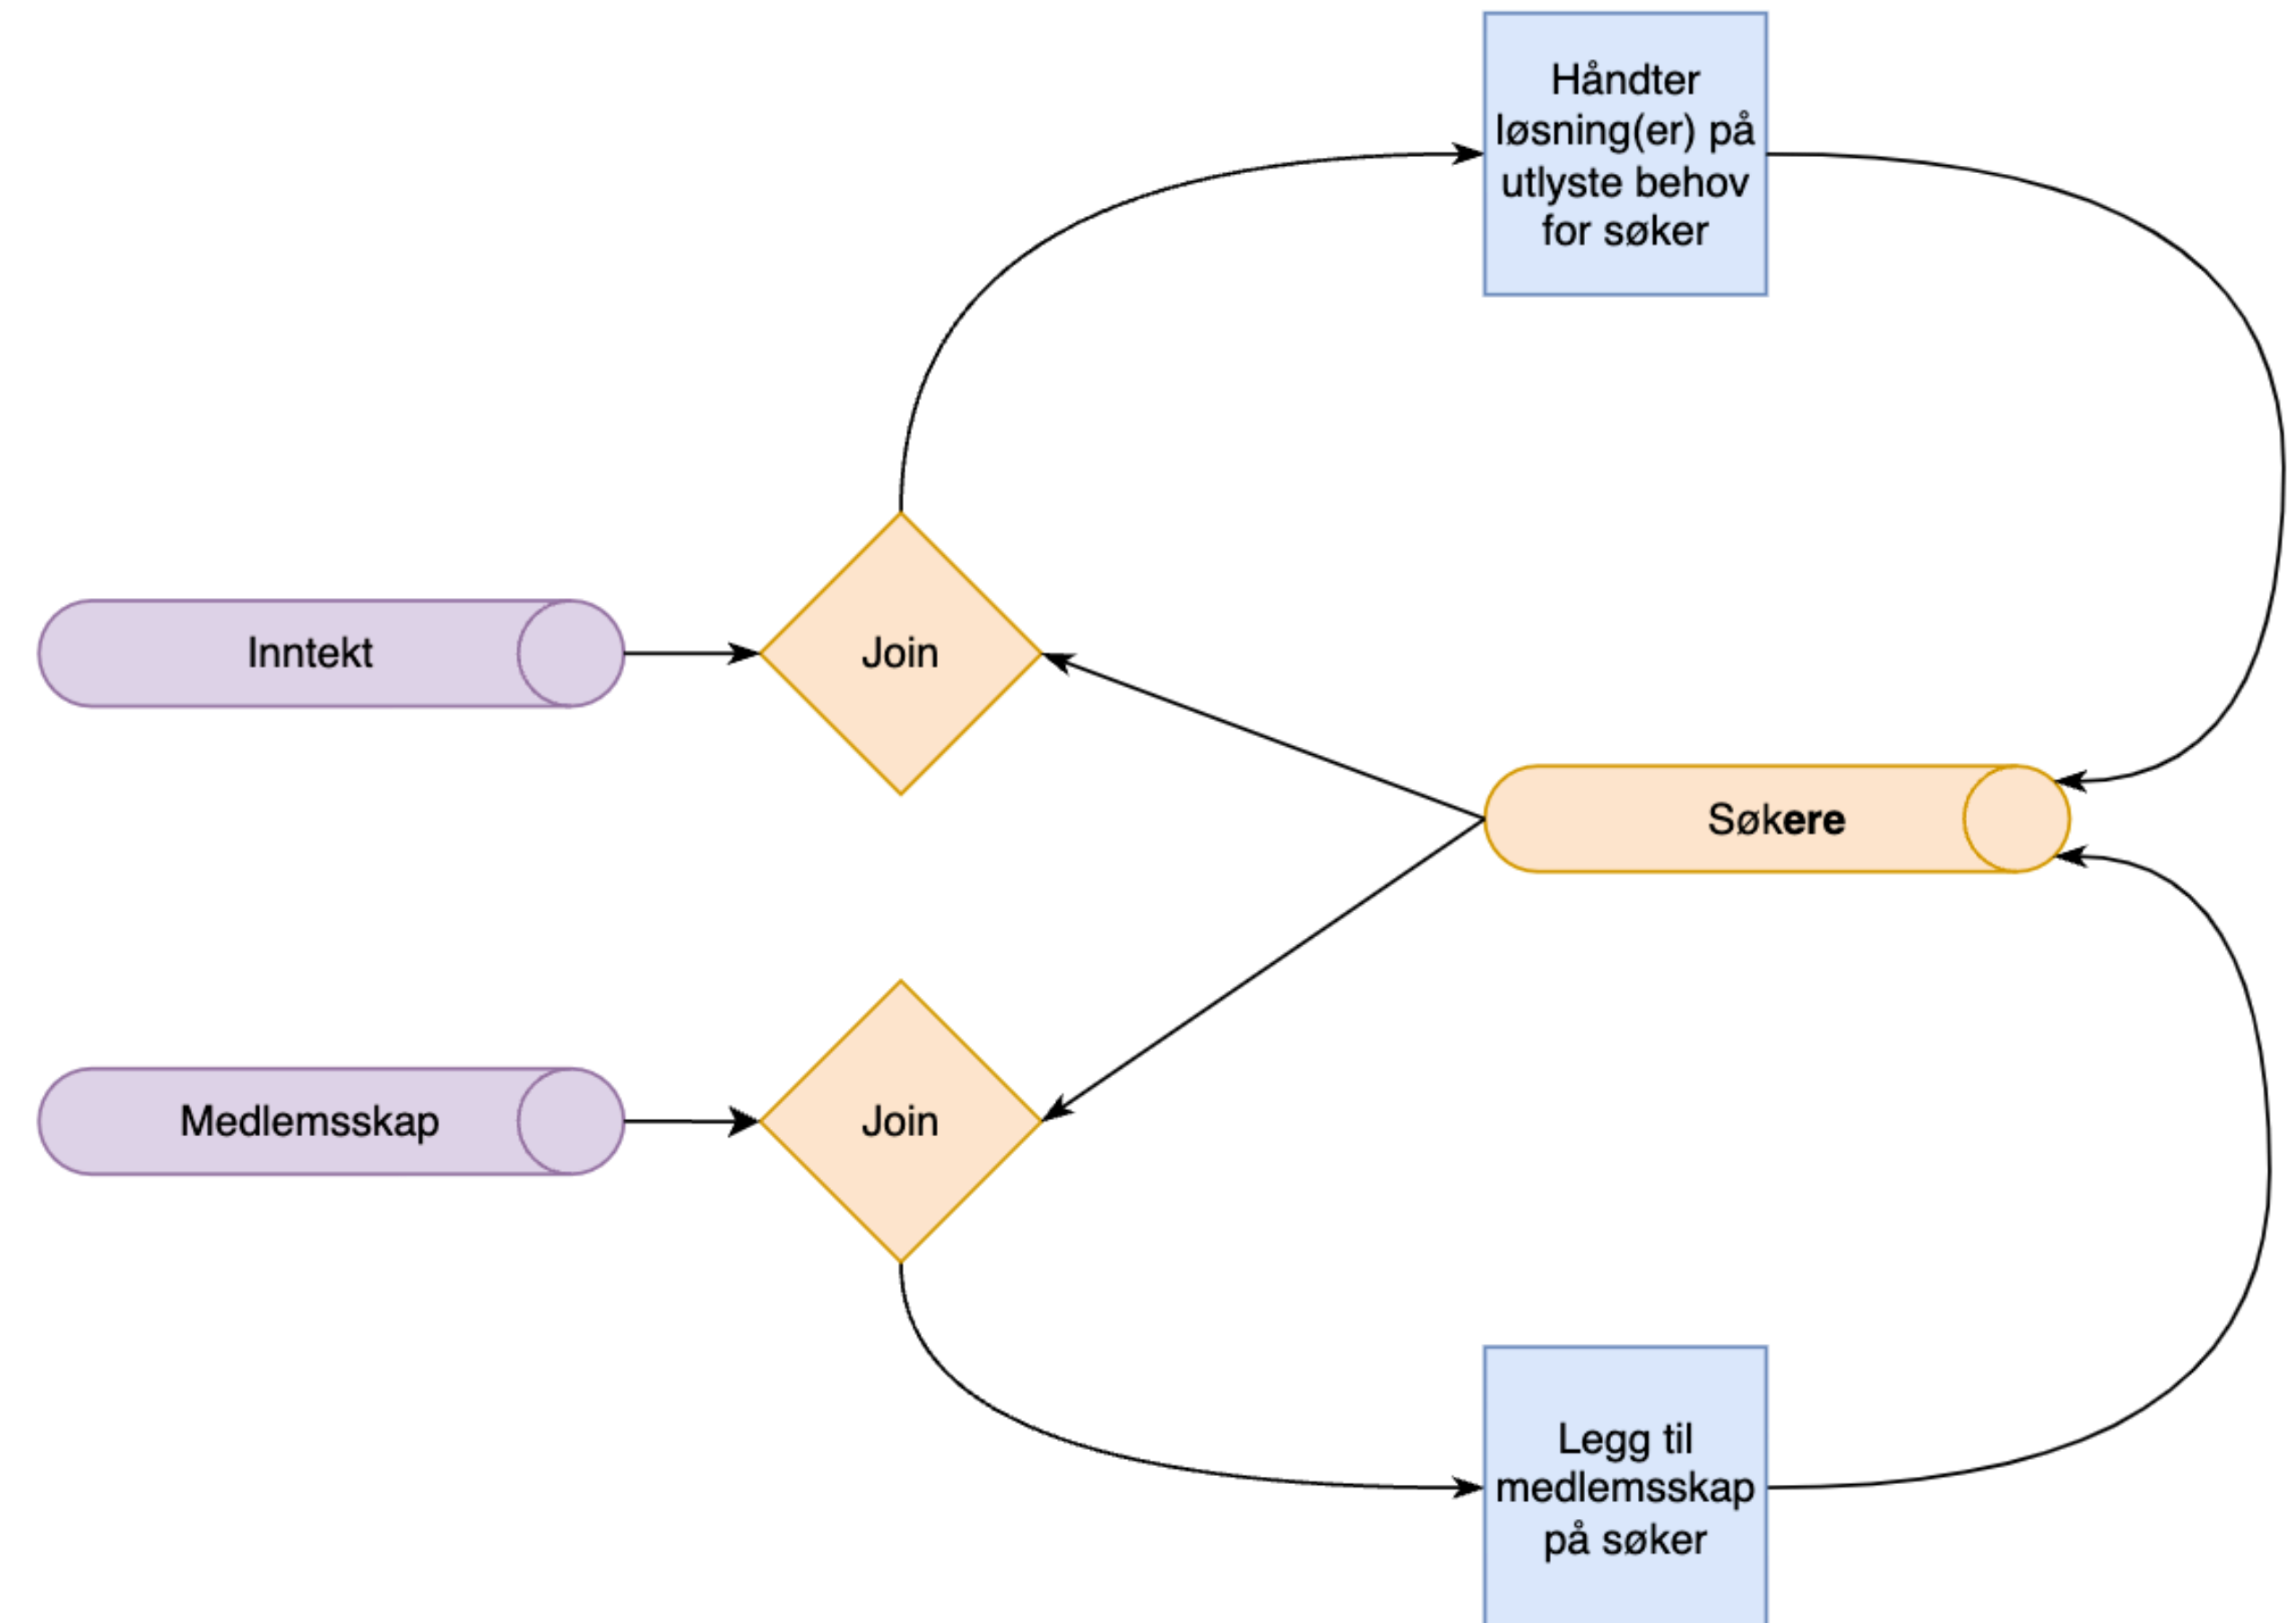 Håndter
løsning(er) på
utlyste behov
for søker
Inntekt
Join
Søkere
Medlemsskap
Join
Legg til
medlemsskap
på søker